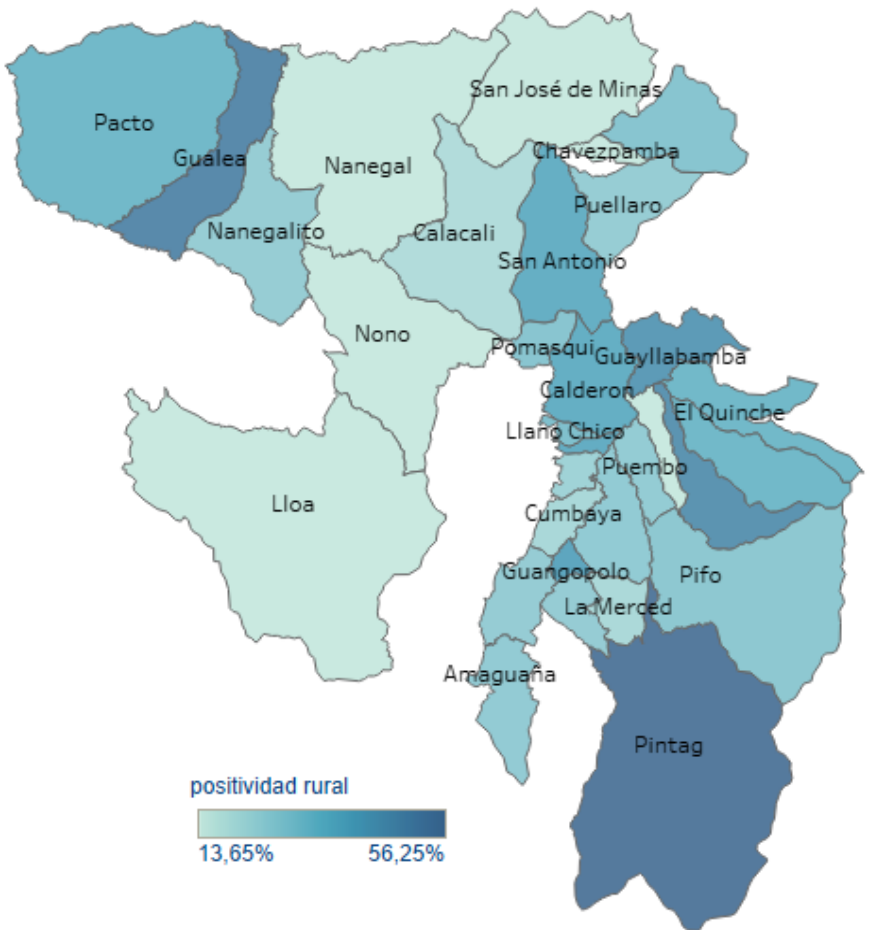 San José de Minas
Pacto
Chavezpamba
Gualea
Nanegal
Puellaro
Nanegalito
Calacali
San Antonio
Nono
Pomasqui
Guayllabamba
Calderon
El Quinche
Llano Chico
Puembo
Lloa
Cumbaya
Guangopolo
Pifo
La Merced
Amaguaña
Pintag
positividad rural
13,65%
56,25%